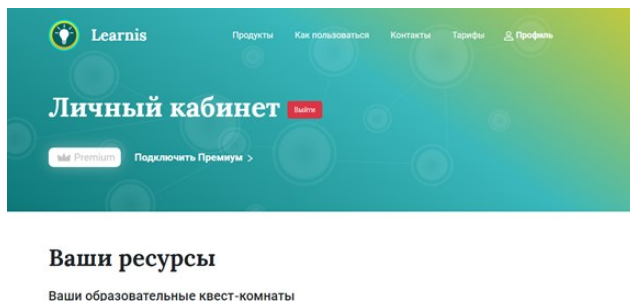 Learnis Продукты Как пользоваться Контакты Тарифы Профиль
Личный кабинет Выйти
Premium Подключить Премиум >
Ваши ресурсы
Ваши образовательные квест-комнаты